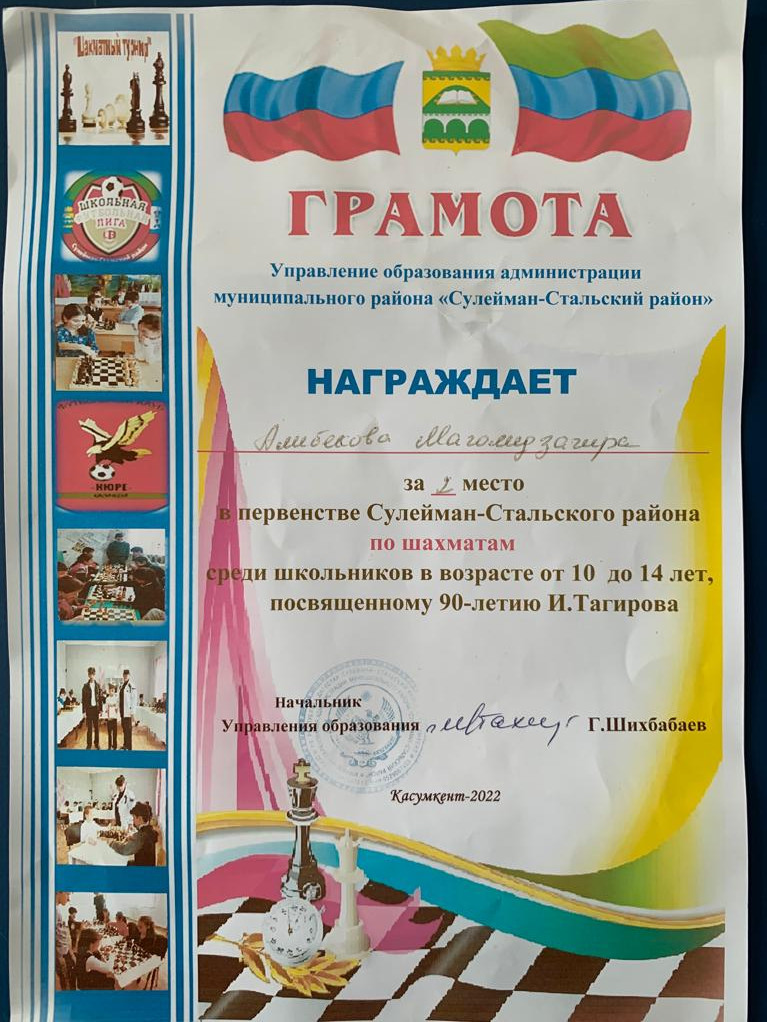 "Шахматный турнир"
ШКОЛЬНАЯ
ФУТБОЛЬНАЯ
ЛИГА
ГРАМОТА
Управление образования администрации
муниципального района «Сулейман-Стальский район»
НАГРАЖДАЕТ
Алибекова Магомедзагира
за 2 место
в первенстве Сулейман-Стальского района
по шахматам
среди школьников в возрасте от 10 до 14 лет,
посвященному 90-летию И.Тагирова
КЮРЕ
Начальник
Управления образования Г.Шихбабаев
Касумкент-2022